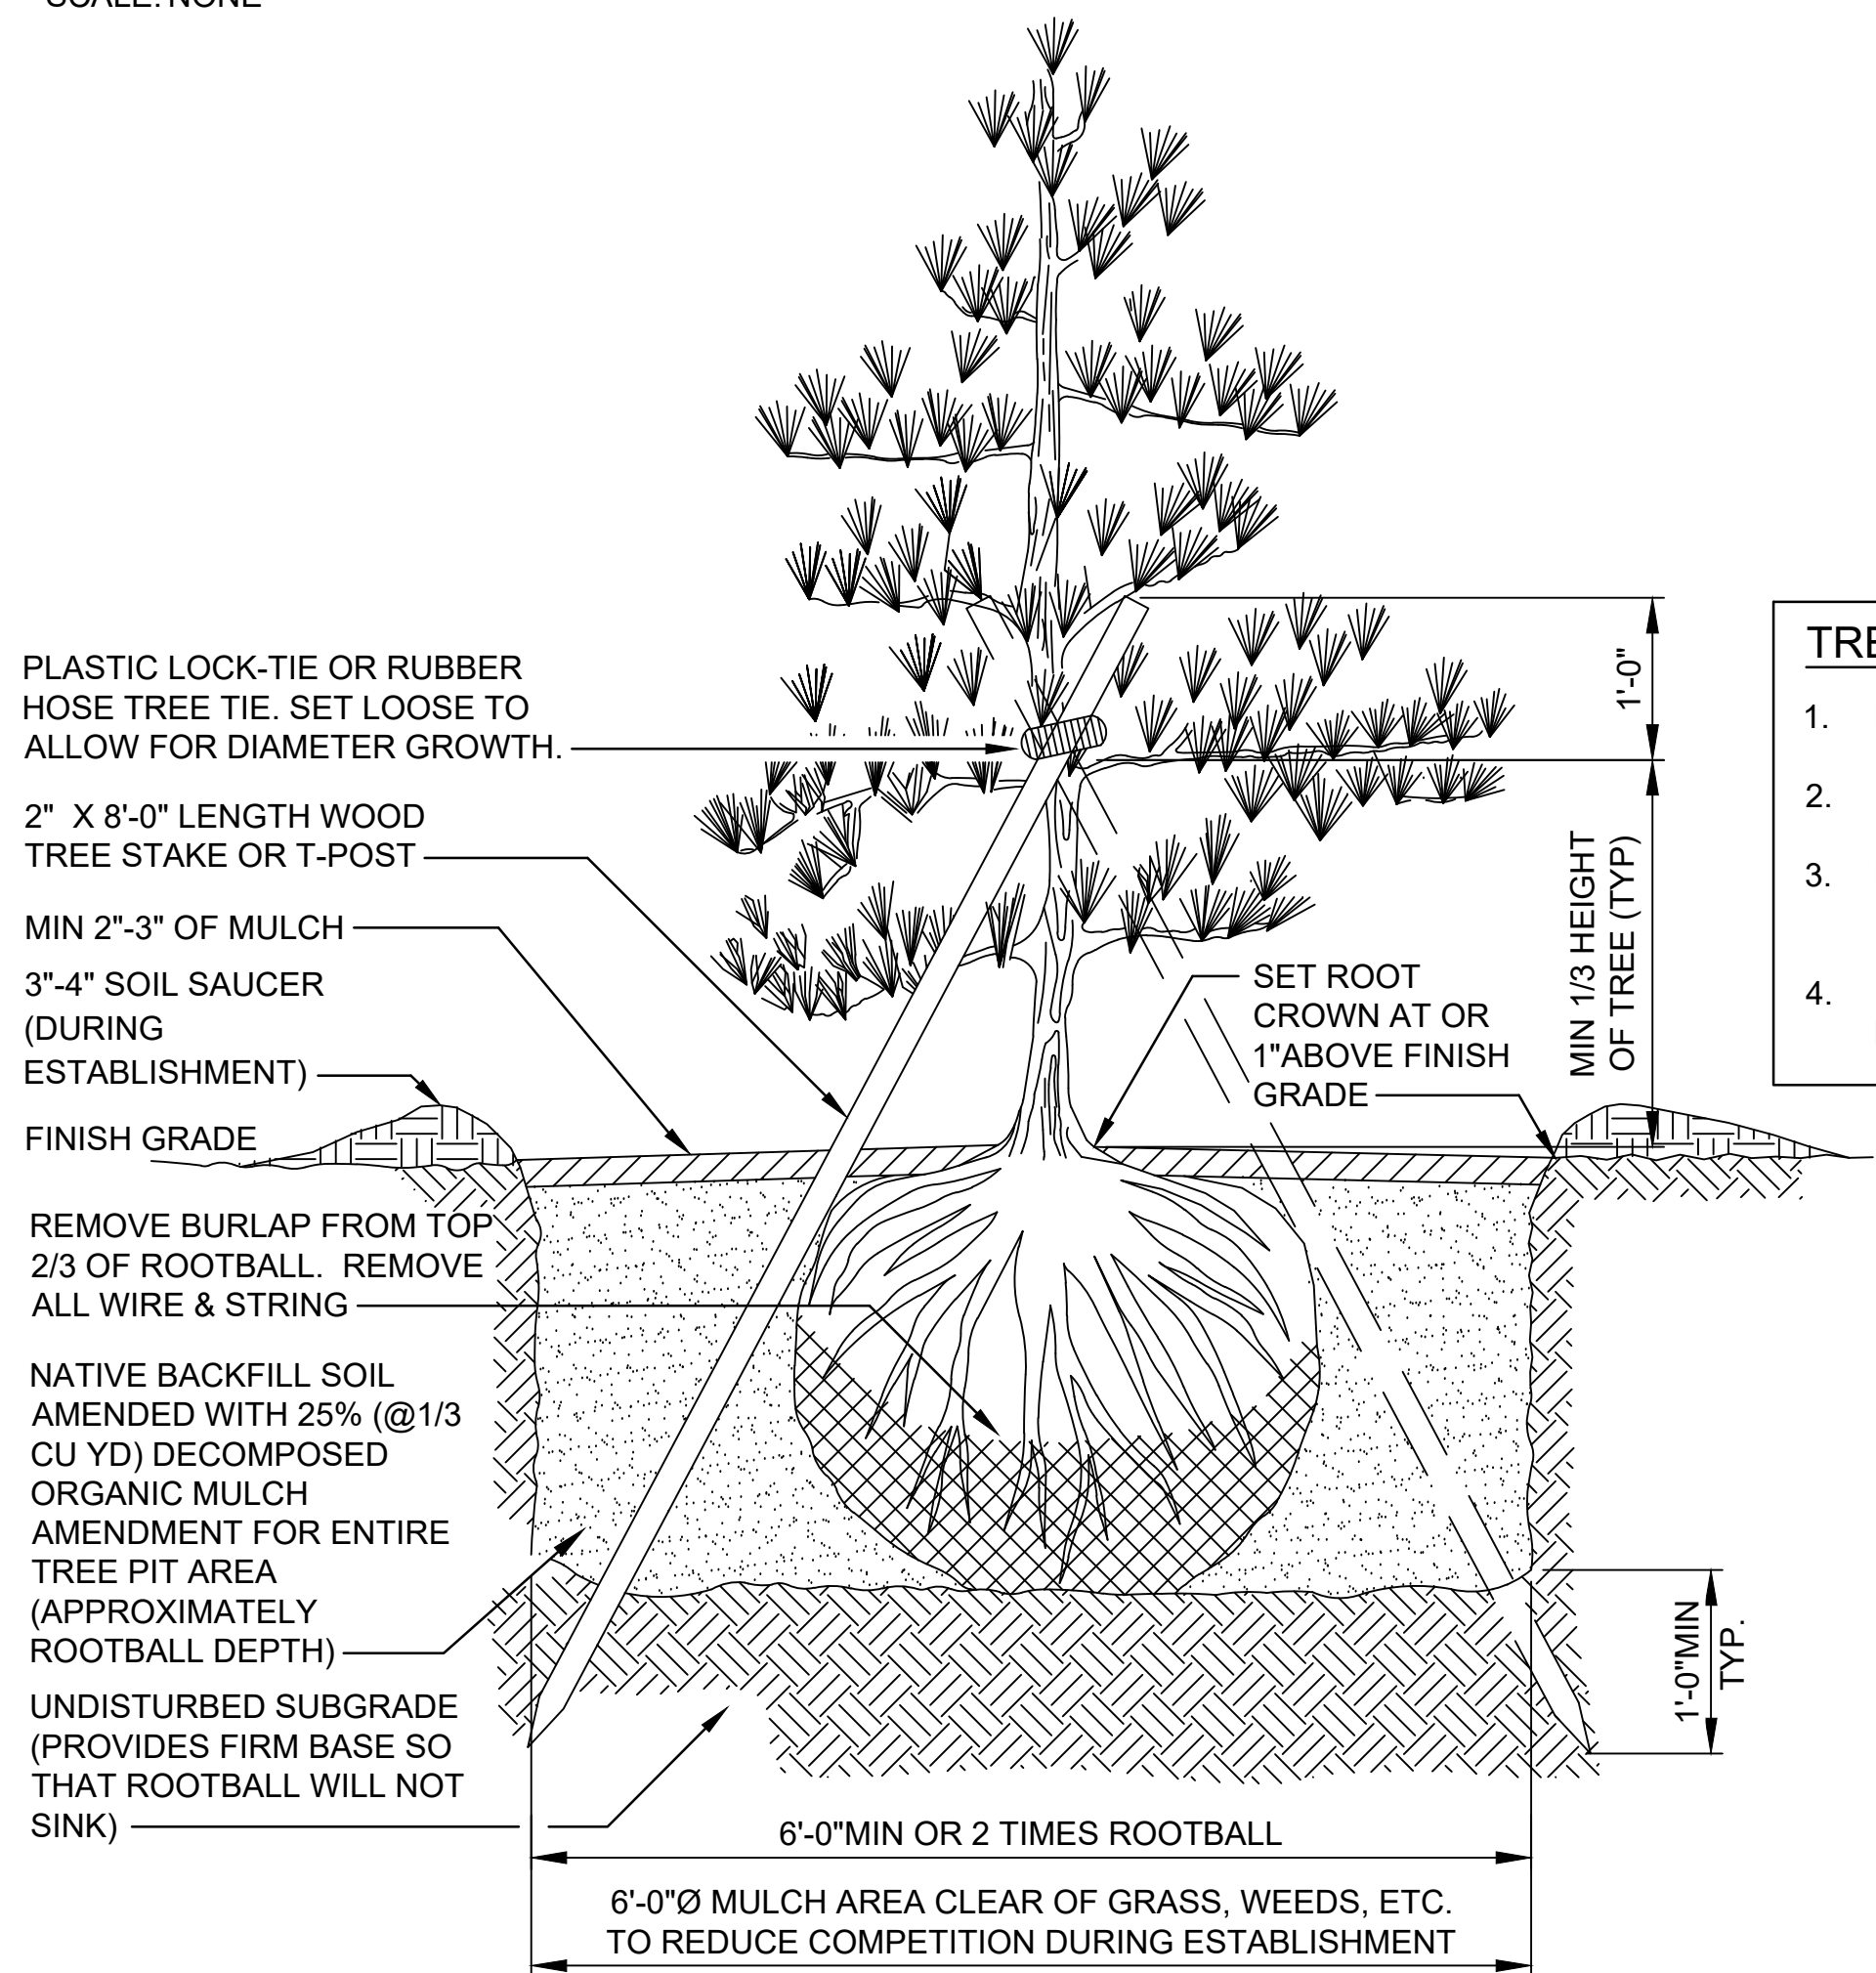 SCALE: NONE
PLASTIC LOCK-TIE OR RUBBER
HOSE TREE TIE. SET LOOSE TO
ALLOW FOR DIAMETER GROWTH.
2" X 8'-0" LENGTH WOOD
TREE STAKE OR T-POST
MIN 2"-3" OF MULCH
3"-4" SOIL SAUCER
(DURING
ESTABLISHMENT)
FINISH GRADE
REMOVE BURLAP FROM TOP
2/3 OF ROOTBALL. REMOVE
ALL WIRE & STRING
NATIVE BACKFILL SOIL
AMENDED WITH 25% (@1/3
CU YD) DECOMPOSED
ORGANIC MULCH
AMENDMENT FOR ENTIRE
TREE PIT AREA
(APPROXIMATELY
ROOTBALL DEPTH)
UNDISTURBED SUBGRADE
(PROVIDES FIRM BASE SO
THAT ROOTBALL WILL NOT
SINK)
SET ROOT
CROWN AT OR
1"ABOVE FINISH
GRADE
1'-0"
MIN 1/3 HEIGHT
OF TREE (TYP)
1'-0"MIN
TYP.
6'-0"MIN OR 2 TIMES ROOTBALL
6'-0"Ø MULCH AREA CLEAR OF GRASS, WEEDS, ETC.
TO REDUCE COMPETITION DURING ESTABLISHMENT
TRE
1.
2.
3.
4.